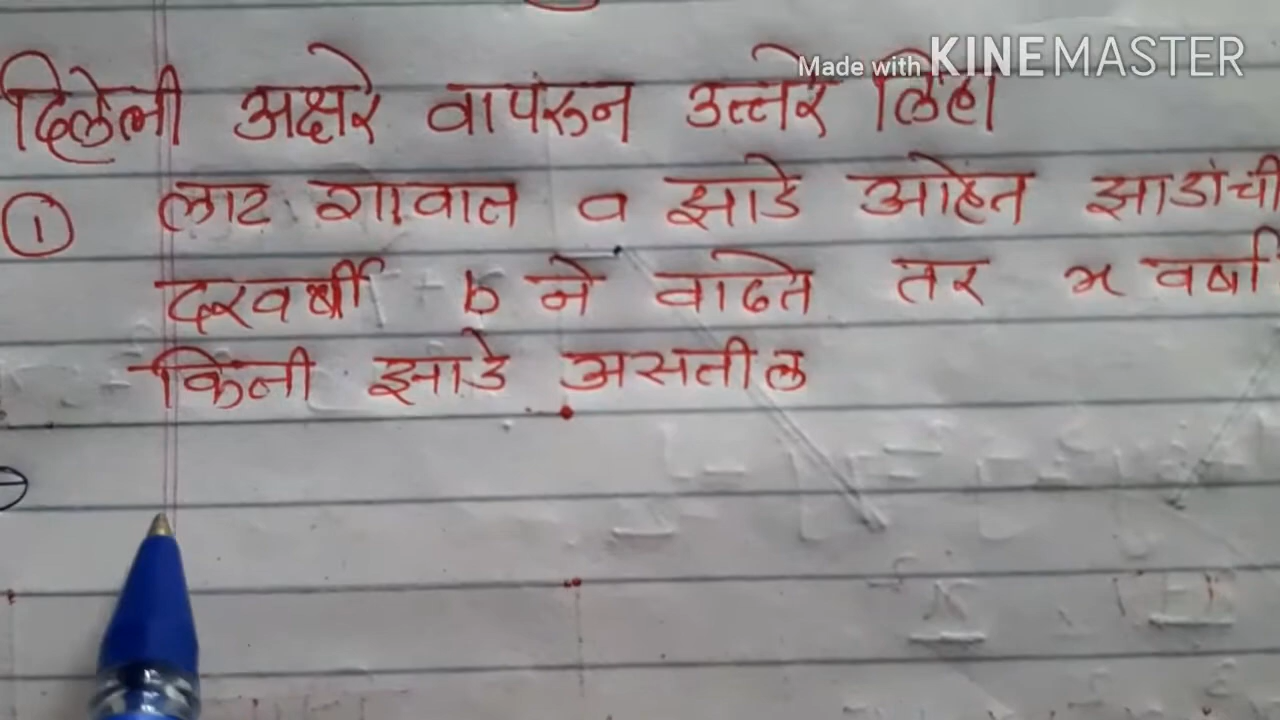 Made with KINEMASTER
दिलेली अक्षरे वापरून उत्तरे लिहा
① लाट गावात a झाडे आहेत झाडांची
दरवर्षी b ने वाढते तर x वर्षां
किती झाडे असतील